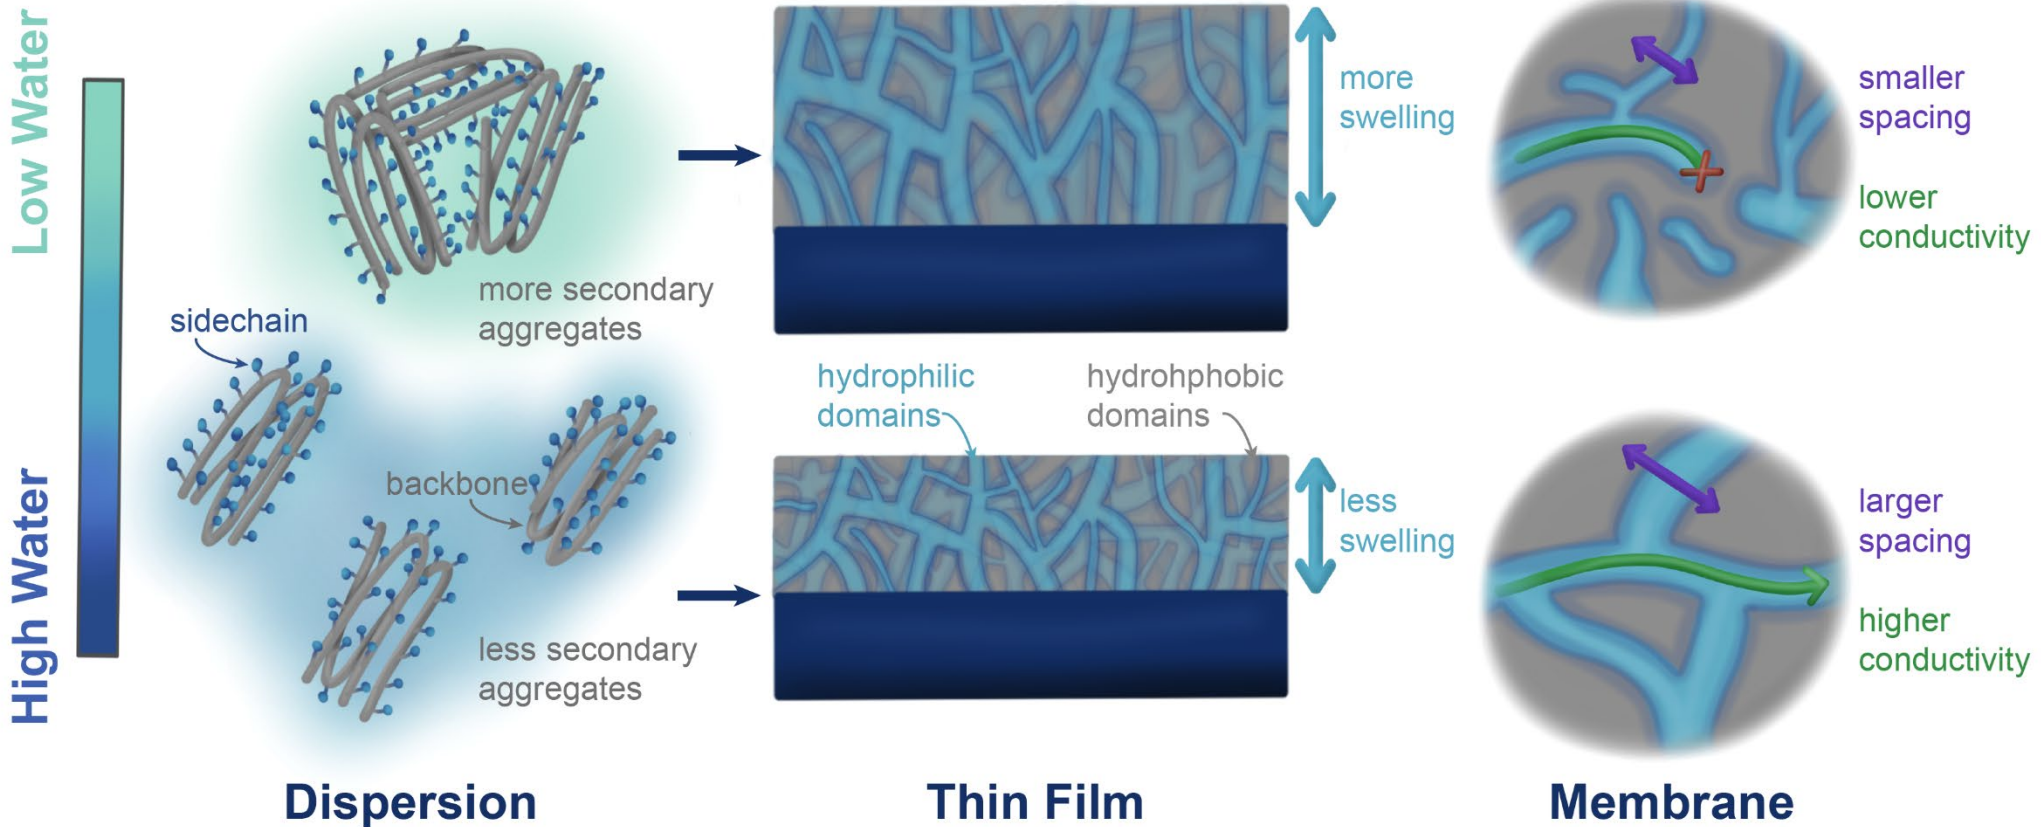 Low Water
High Water
more secondary
aggregates
sidechain
backbone
less secondary
aggregates
Dispersion
more
swelling
hydrophilic
domains
hydrohphobic
domains
less
swelling
Thin Film
smaller
spacing
lower
conductivity
larger
spacing
higher
conductivity
Membrane